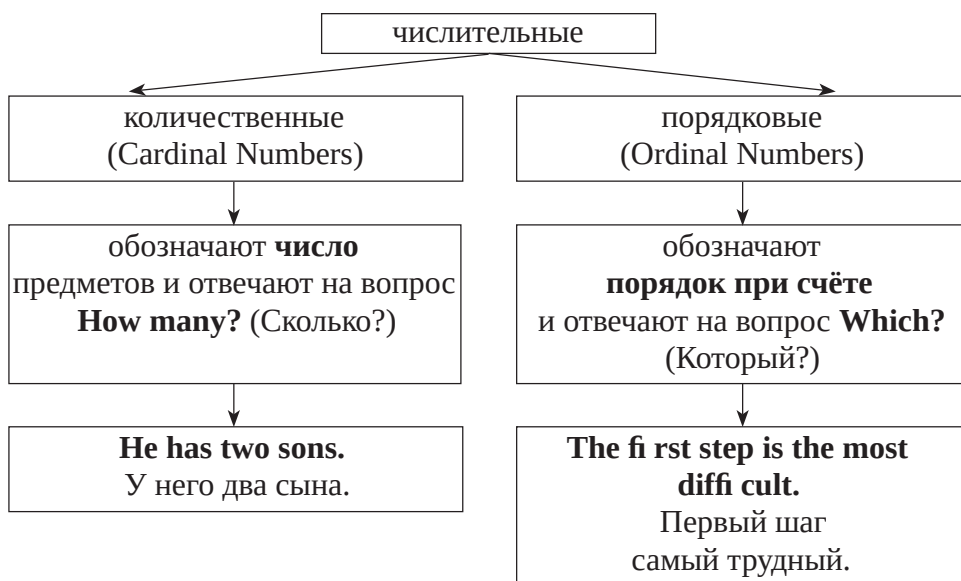 числительные
количественные
(Cardinal Numbers)
порядковые
(Ordinal Numbers)
обозначают число
предметов и отвечают на вопрос
How many? (Сколько?)
обозначают
порядок при счёте
и отвечают на вопрос Which?
(Который?)
He has two sons.
У него два сына.
The fi rst step is the most
diffi cult.
Первый шаг
самый трудный.